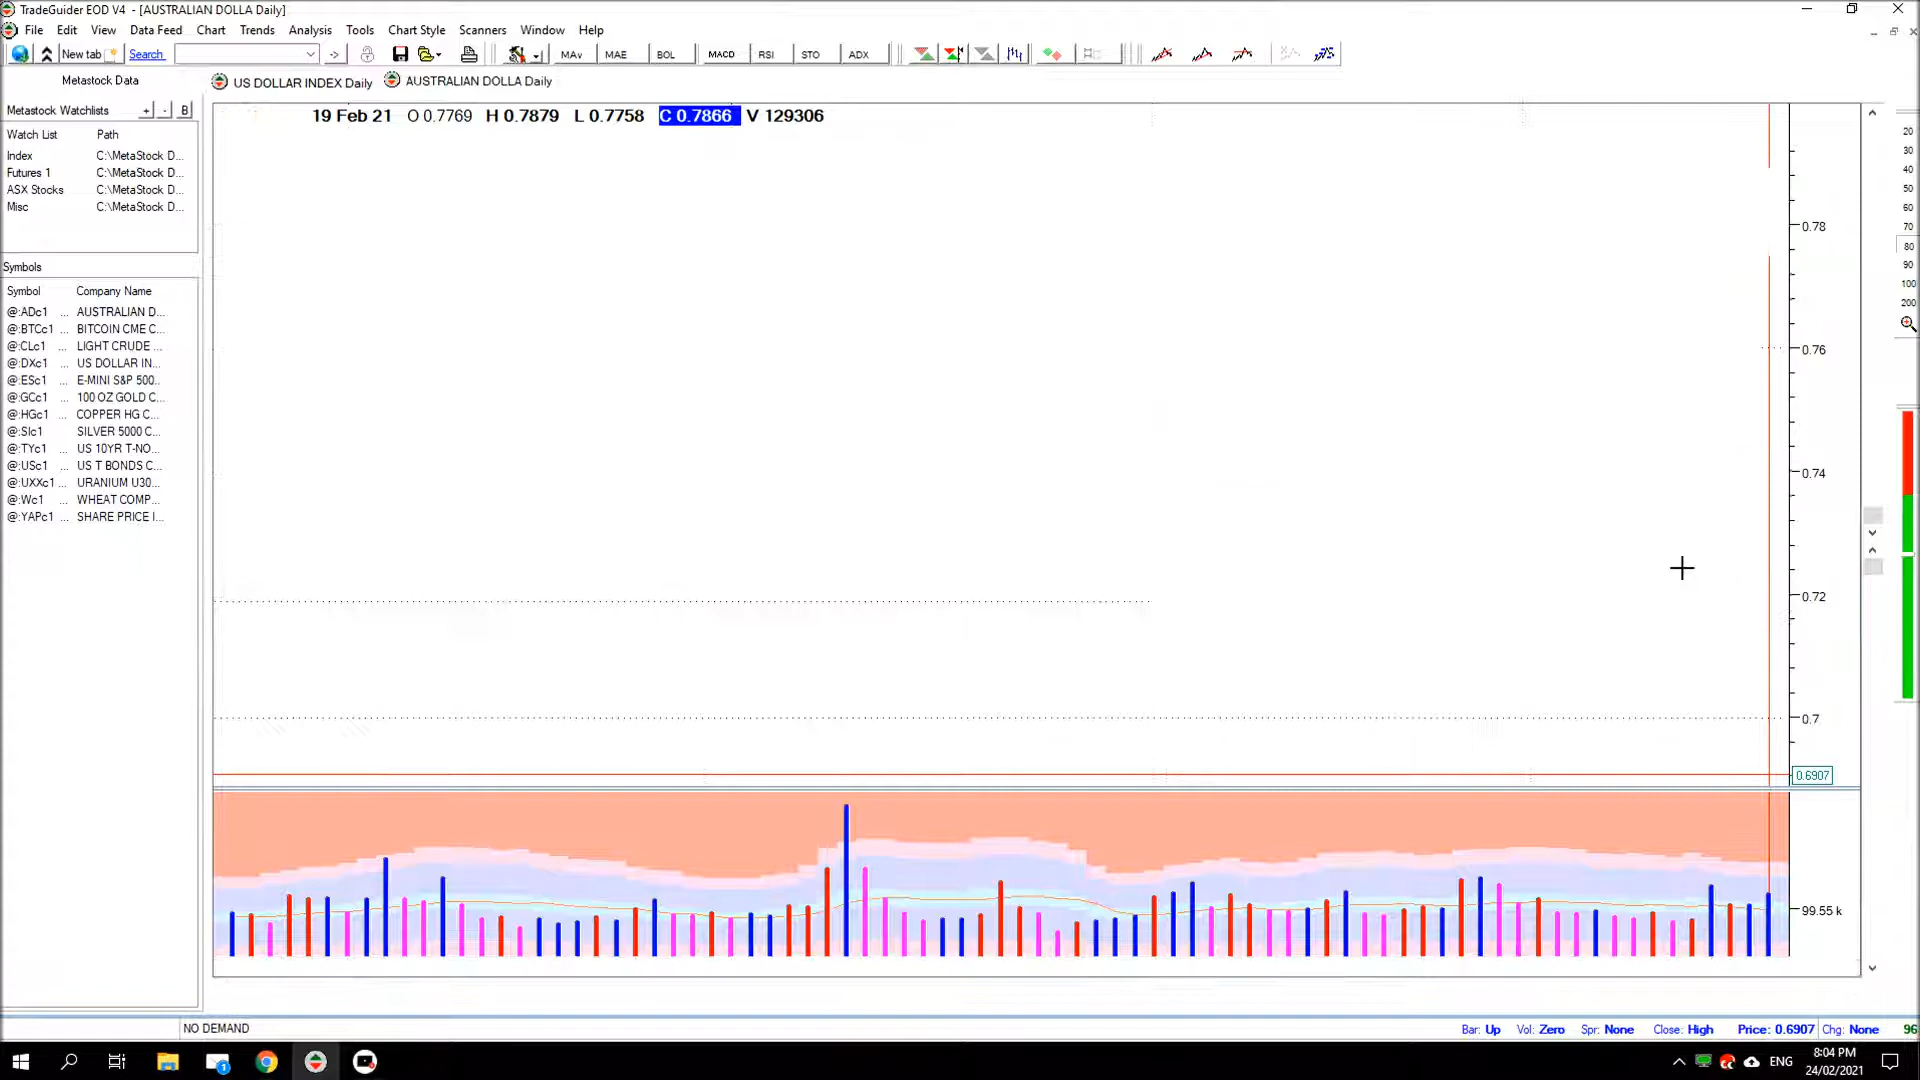 TradeGuider EOD V4 - [AUSTRALIAN DOLLA Daily]
File Edit View Data Feed Chart Trends Analysis Tools Chart Style Scanners Window Help
New tab Search -> MAv MAE BOL MACD RSI STO ADX
Metastock Data
US DOLLAR INDEX Daily AUSTRALIAN DOLLA Daily
Metastock Watchlists + - B
19 Feb 21 O 0.7769 H 0.7879 L 0.7758 C 0.7866 V 129306
Watch List Path
Index C:\MetaStock D...
Futures 1 C:\MetaStock D...
ASX Stocks C:\MetaStock D...
Misc C:\MetaStock D...
Symbols
Symbol Company Name
@:ADc1 ... AUSTRALIAN D...
@:BTCc1 ... BITCOIN CME C...
@:CLc1 ... LIGHT CRUDE ...
@:DXc1 ... US DOLLAR IN...
@:ESc1 ... E-MINI S&P 500...
@:GCc1 ... 100 OZ GOLD C...
@:HGc1 ... COPPER HG C...
@:SIc1 ... SILVER 5000 C...
@:TYc1 ... US 10YR T-NO...
@:USc1 ... US T BONDS C...
@:UXXc1 ... URANIUM U30...
@:Wc1 ... WHEAT COMP...
@:YAPc1 ... SHARE PRICE I...
0.78
0.76
0.74
0.72
0.7
0.6907
99.55 k
20
30
40
50
60
70
80
90
100
200
NO DEMAND
Bar: Up Vol: Zero Spr: None Close: High Price: 0.6907 Chg: None 96
1
ENG
8:04 PM
24/02/2021